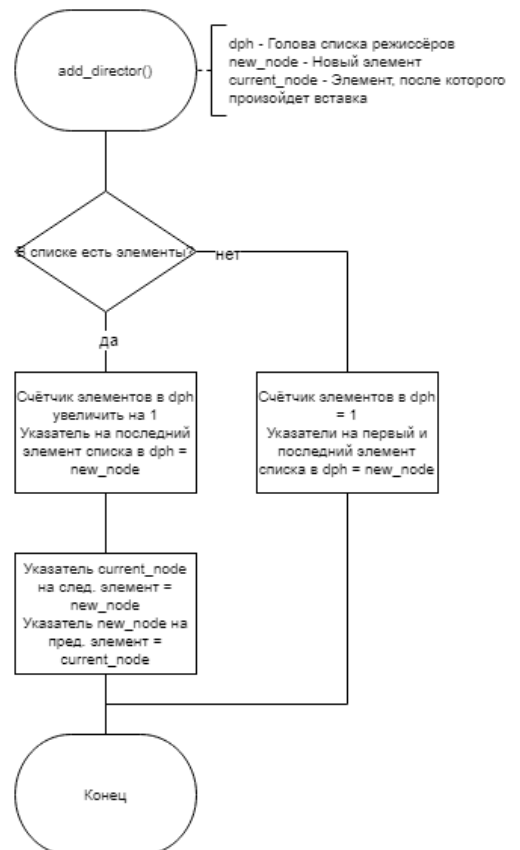 add_director()
dph - Голова списка режиссёров
new_node - Новый элемент
current_node - Элемент, после которого
произойдет вставка
В списке есть элементы?
нет
да
Счётчик элементов в dph
увеличить на 1
Указатель на последний
элемент списка в dph =
new_node
Счётчик элементов в dph
= 1
Указатели на первый и
последний элемент
списка в dph = new_node
Указатель current_node
на след. элемент =
new_node
Указатель new_node на
пред. элемент =
current_node
Конец